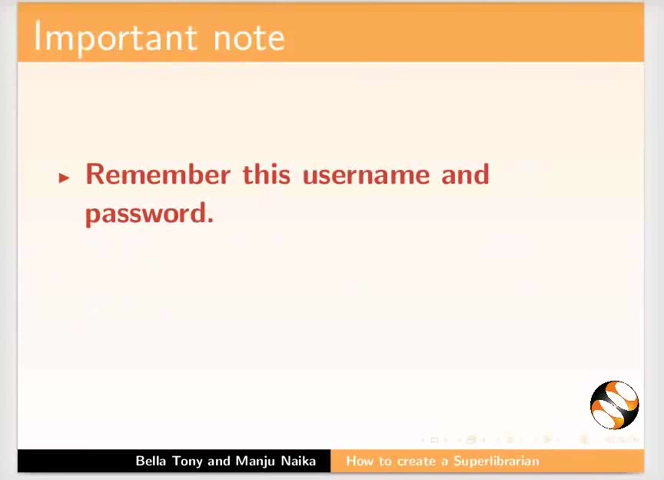 Important note
▶ Remember this username and
password.
Bella Tony and Manju Naika
How to create a Superlibrarian